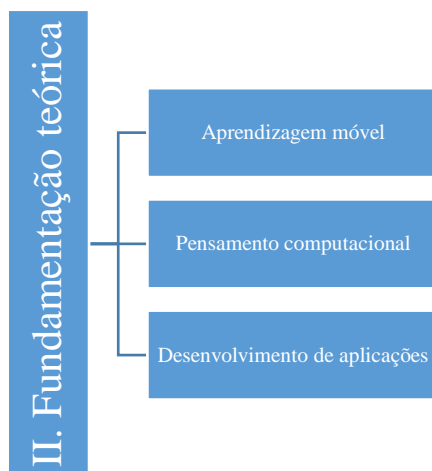 II. Fundamentação teórica
Aprendizagem móvel
Pensamento computacional
Desenvolvimento de aplicações